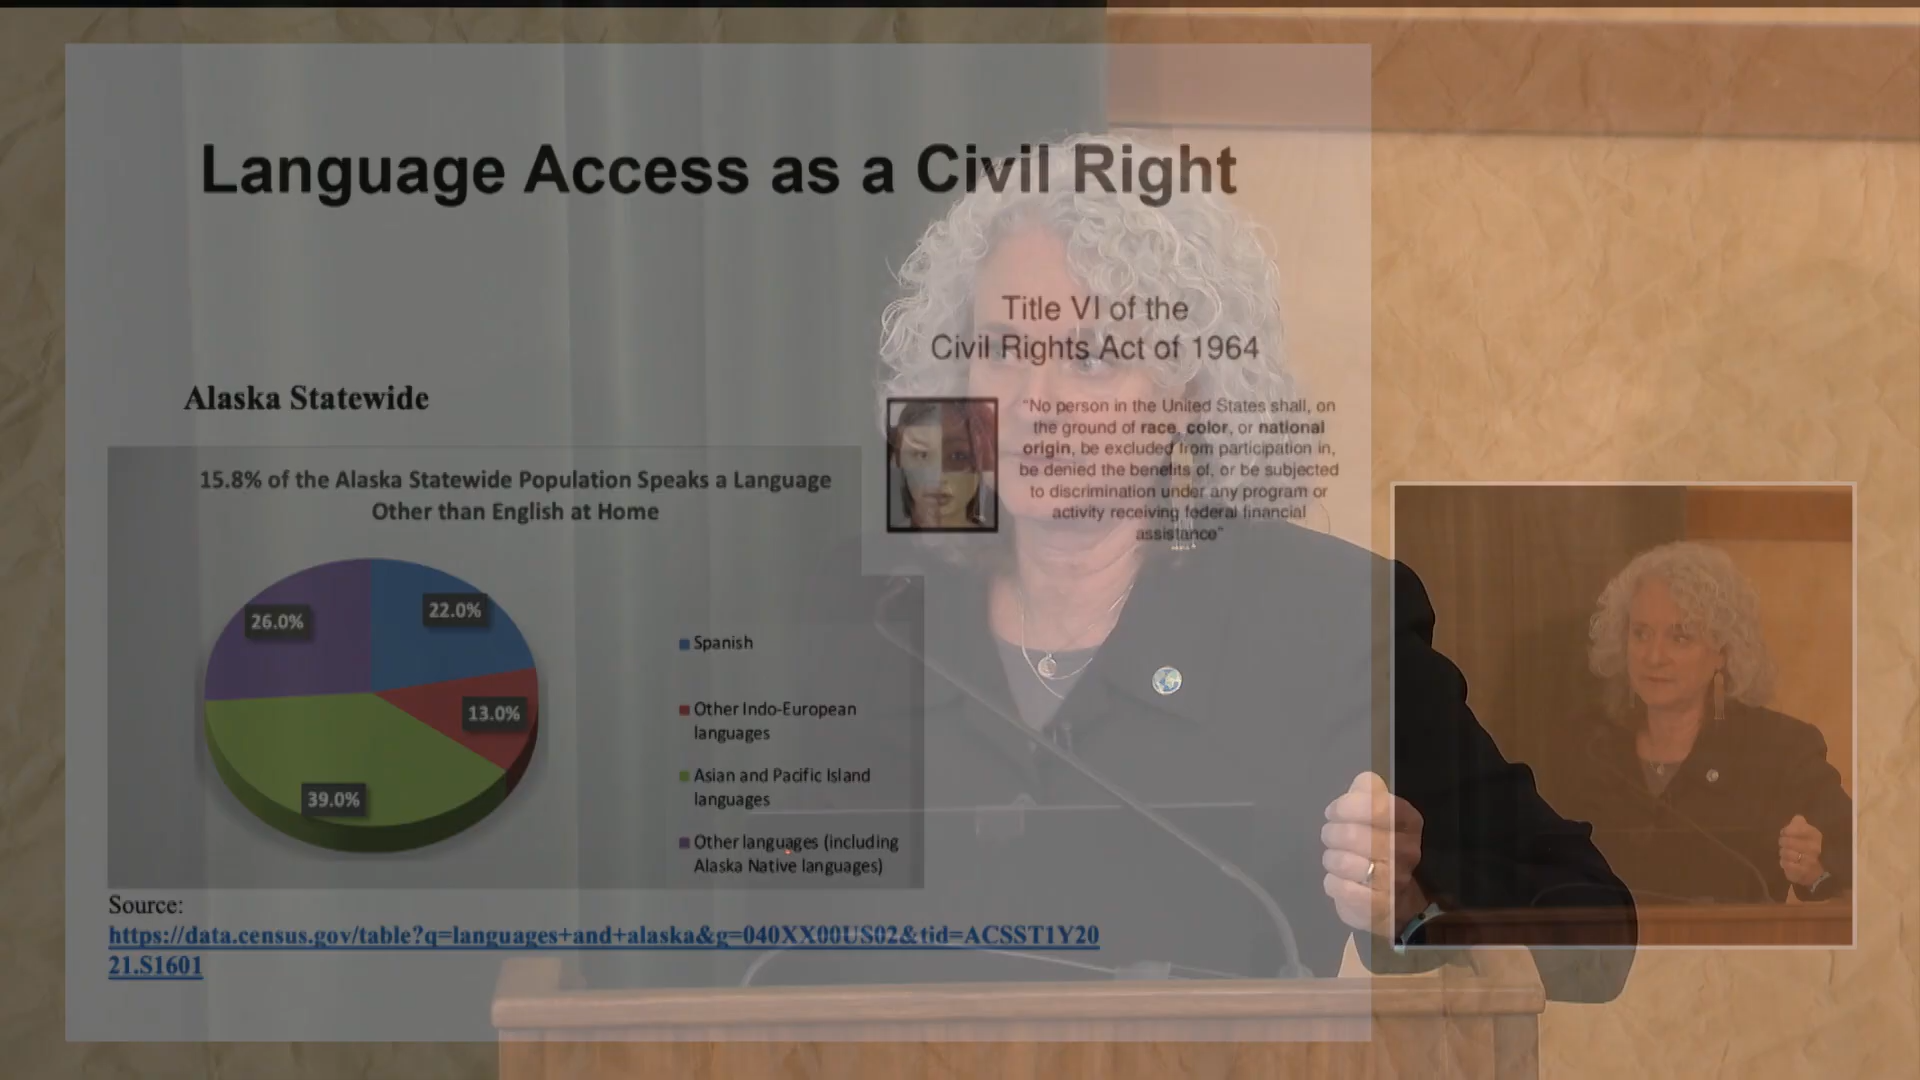 Language Access as a Civil Right
Title VI of the
Civil Rights Act of 1964
Alaska Statewide
"No person in the United States shall, on
the ground of race, color, or national
origin, be excluded from participation in,
be denied the benefits of, or be subjected
to discrimination under any program or
activity receiving federal financial
assistance"
15.8% of the Alaska Statewide Population Speaks a Language
Other than English at Home
26.0%
22.0%
13.0%
39.0%
Spanish
Other Indo-European
languages
Asian and Pacific Island
languages
Other languages (including
Alaska Native languages)
Source:
https://data.census.gov/table?q=languages+and+alaska&g=040XX00US02&tid=ACSST1Y20
21.S1601